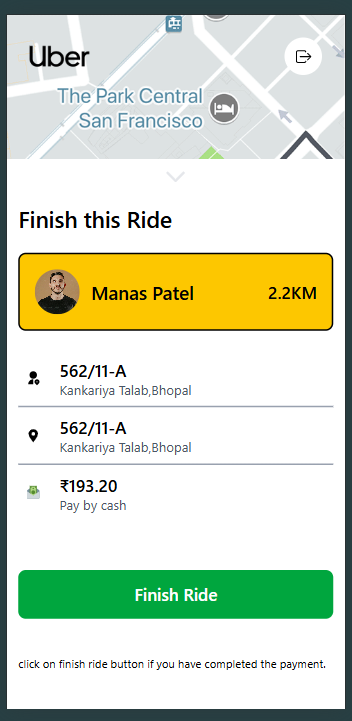 Uber
The Park Central
San Francisco
Finish this Ride
Manas Patel
2.2KM
562/11-A
Kankariya Talab,Bhopal
562/11-A
Kankariya Talab,Bhopal
₹193.20
Pay by cash
Finish Ride
click on finish ride button if you have completed the payment.